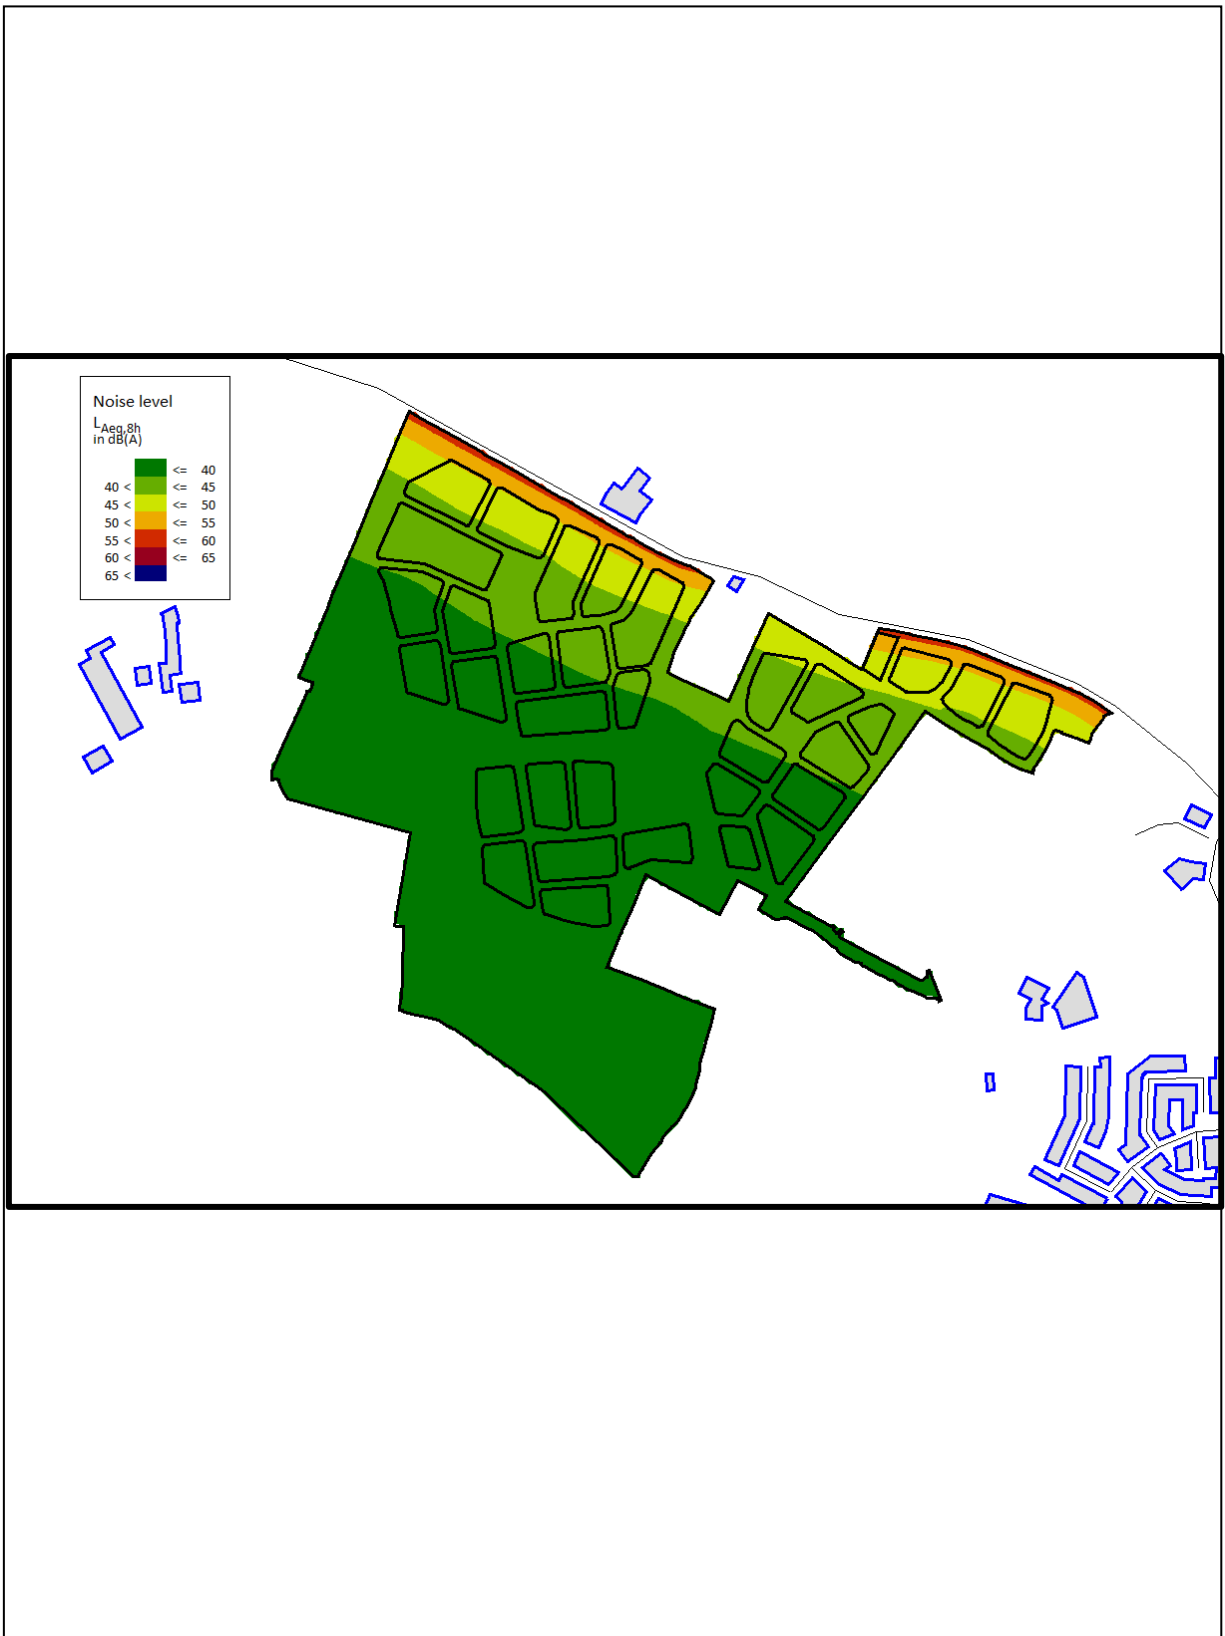 Noise level
LAeq,8h
in dB(A)
<= 40
40 < <= 45
45 < <= 50
50 < <= 55
55 < <= 60
60 < <= 65
65 <